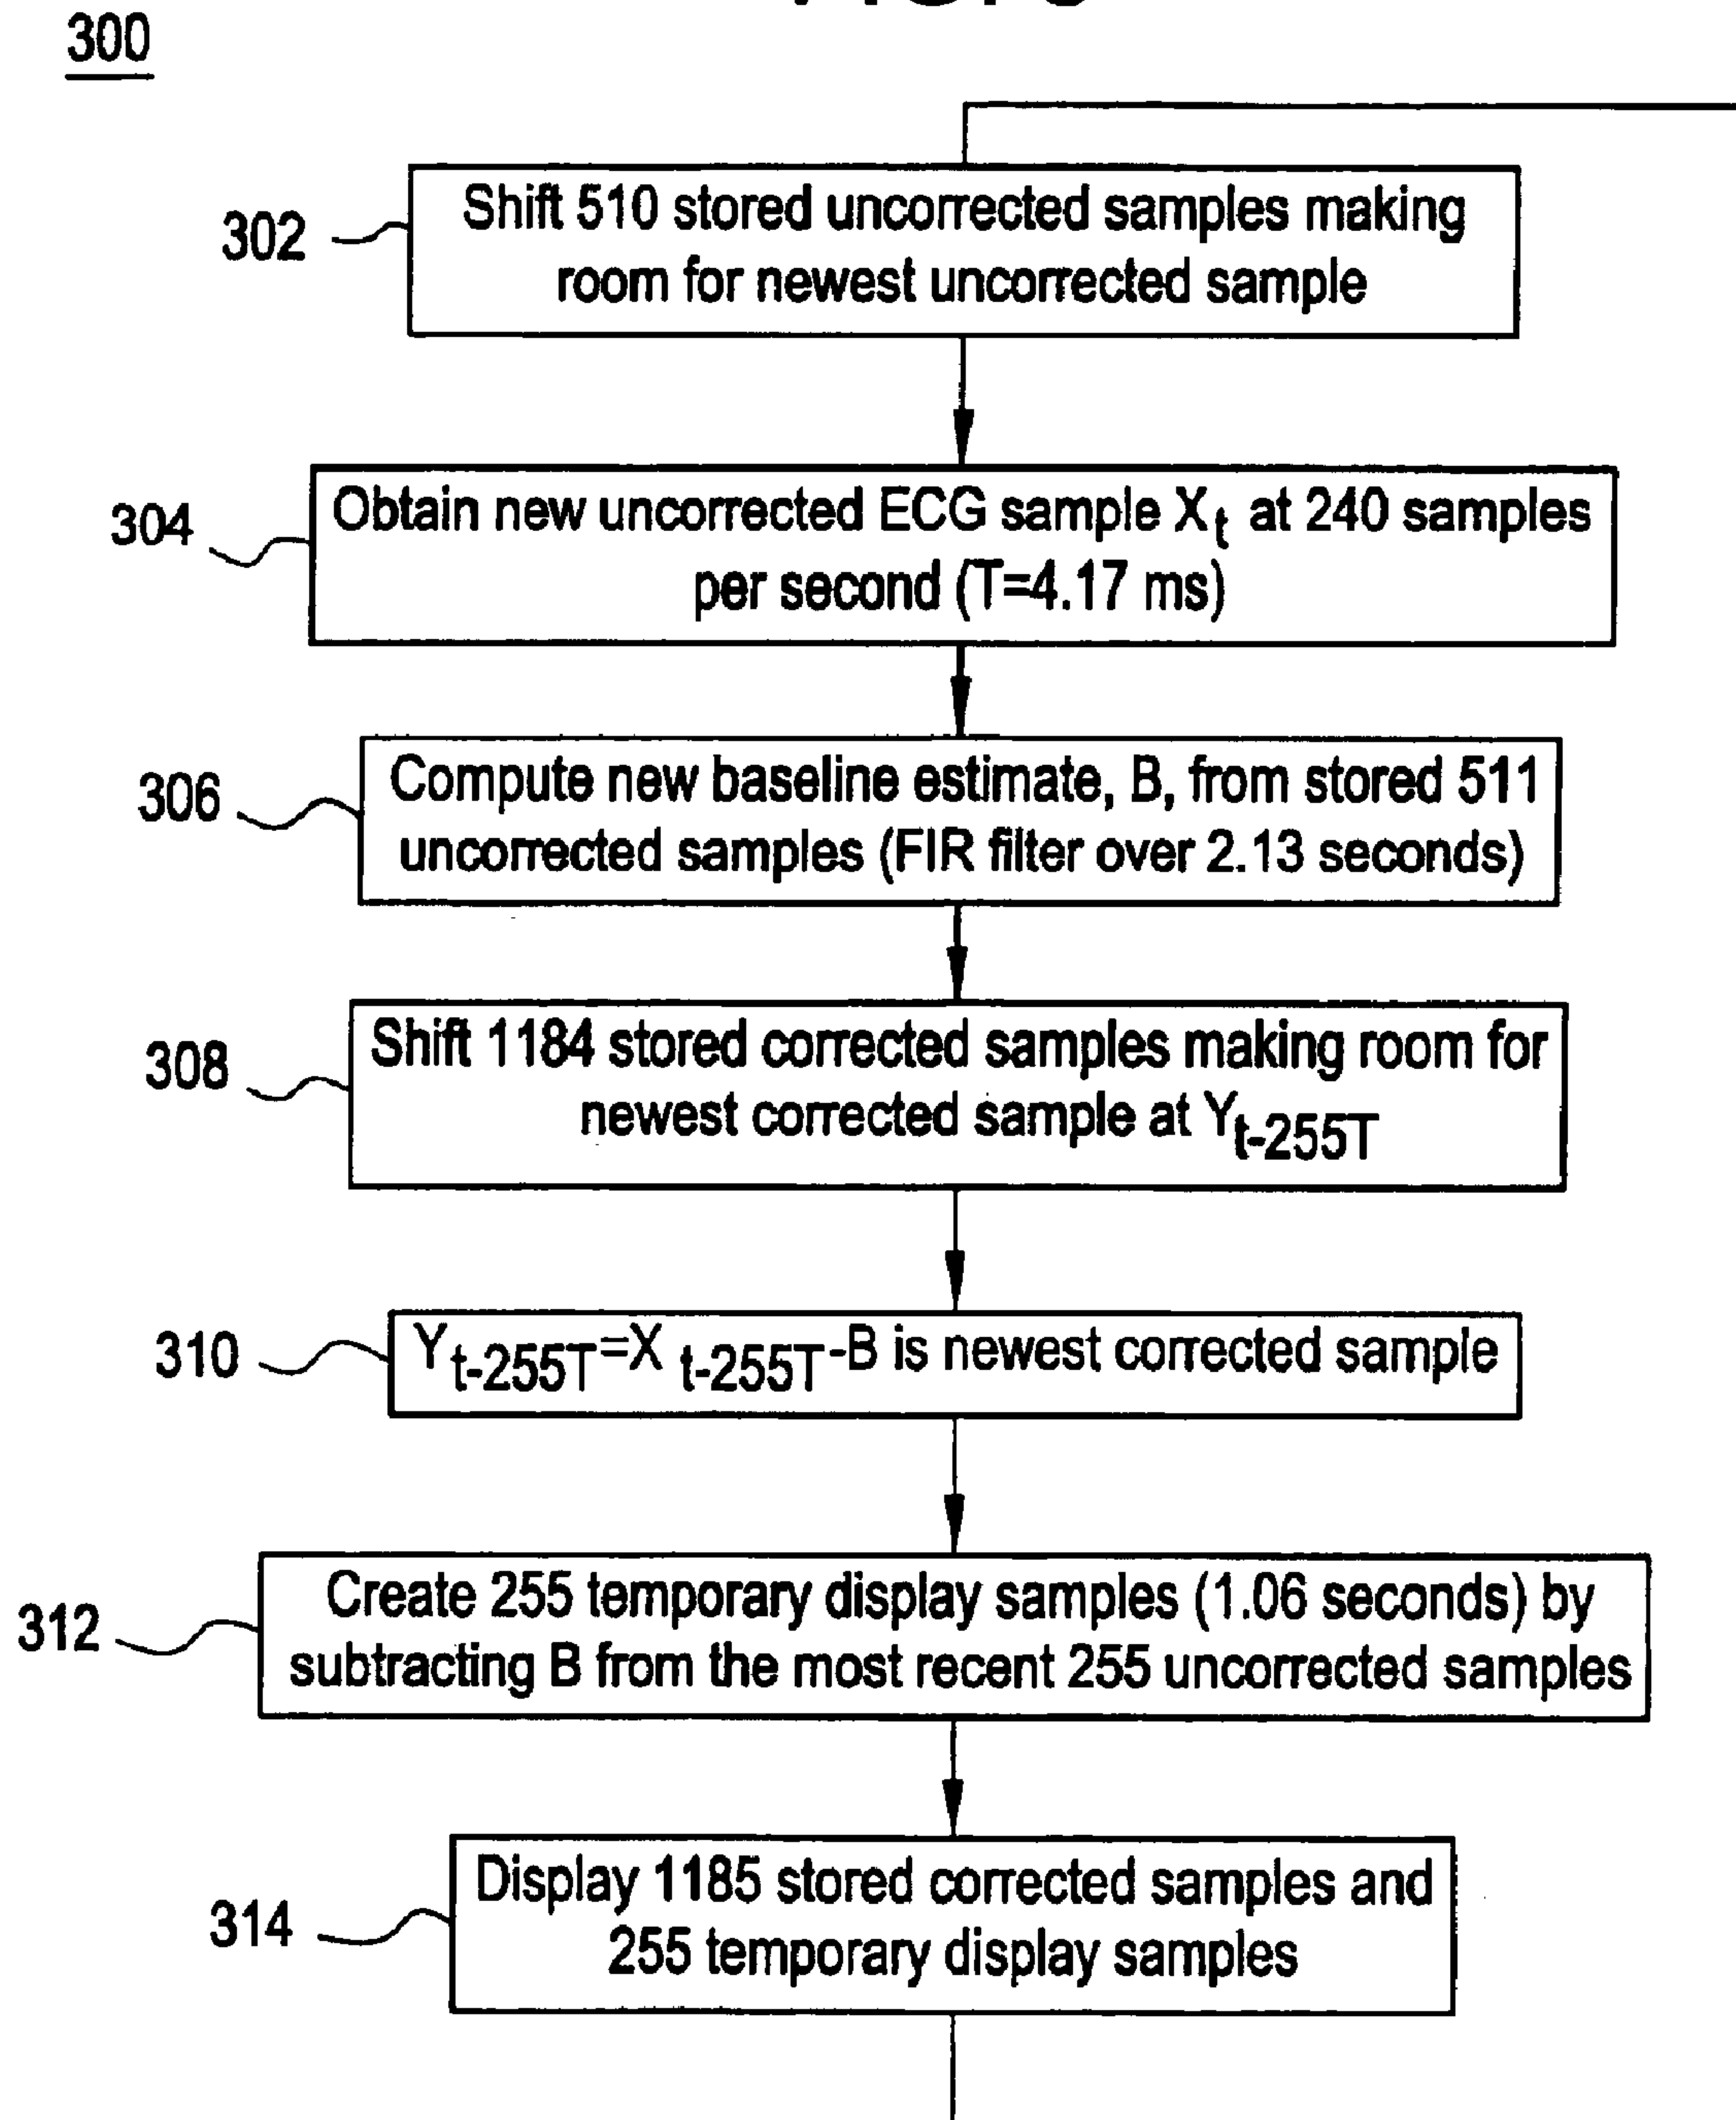 300
302
Shift 510 stored uncorrected samples making
room for newest uncorrected sample
304
Obtain new uncorrected ECG sample Xt at 240 samples
per second (T=4.17 ms)
306
Compute new baseline estimate, B, from stored 511
uncorrected samples (FIR filter over 2.13 seconds)
308
Shift 1184 stored corrected samples making room for
newest corrected sample at Yt-255T
310
Yt-255T=X t-255T-B is newest corrected sample
312
Create 255 temporary display samples (1.06 seconds) by
subtracting B from the most recent 255 uncorrected samples
314
Display 1185 stored corrected samples and
255 temporary display samples